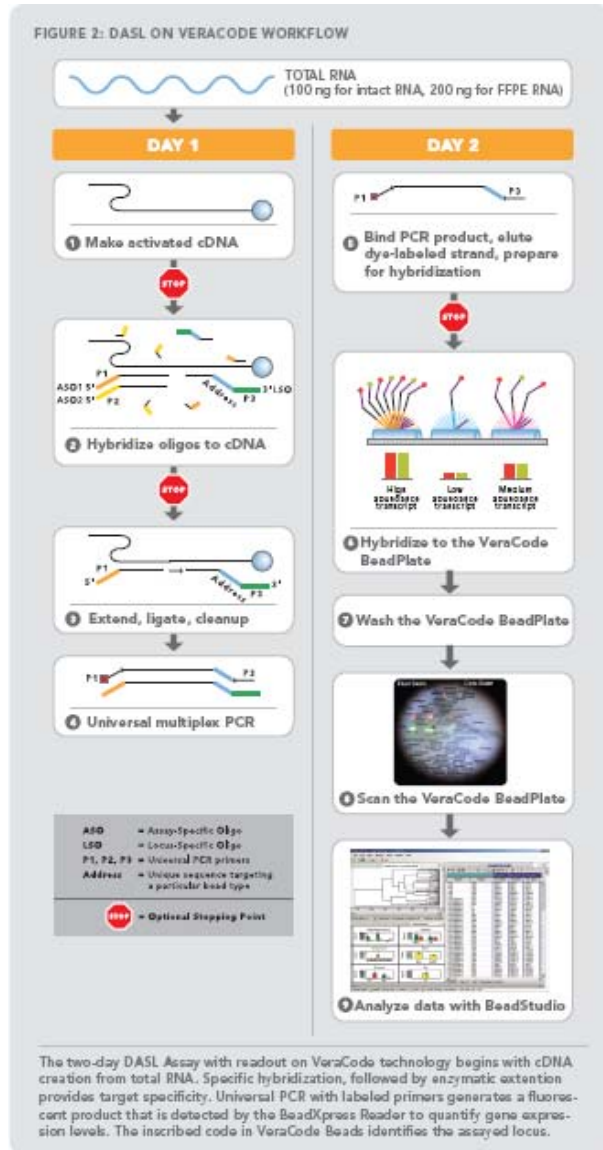 FIGURE 2: DASL ON VERACODE WORKFLOW
TOTAL RNA
(100 ng for intact RNA, 200 ng for FFPE RNA)
DAY 1
1 Make activated cDNA
STOP
P1
ASO1 5'
ASO2 5'
P2
Address
P3
3' LSO
2 Hybridize oligos to cDNA
STOP
P1
5'
Address
P3
3'
3 Extend, ligate, cleanup
P1
P3
4 Universal multiplex PCR
ASO = Assay-Specific Oligo
LSO = Locus-Specific Oligo
P1, P2, P3 = Universal PCR primers
Address = Unique sequence targeting
a particular bead type
STOP = Optional Stopping Point
DAY 2
P1
P3
5 Bind PCR product, elute
dye-labeled strand, prepare
for hybridization
STOP
High
abundance
transcript
Low
abundance
transcript
Medium
abundance
transcript
6 Hybridize to the VeraCode
BeadPlate
7 Wash the VeraCode BeadPlate
8 Scan the VeraCode BeadPlate
9 Analyze data with BeadStudio
The two-day DASL Assay with readout on VeraCode technology begins with cDNA
creation from total RNA. Specific hybridization, followed by enzymatic extention
provides target specificity. Universal PCR with labeled primers generates a fluores-
cent product that is detected by the BeadXpress Reader to quantify gene expres-
sion levels. The inscribed code in VeraCode Beads identifies the assayed locus.